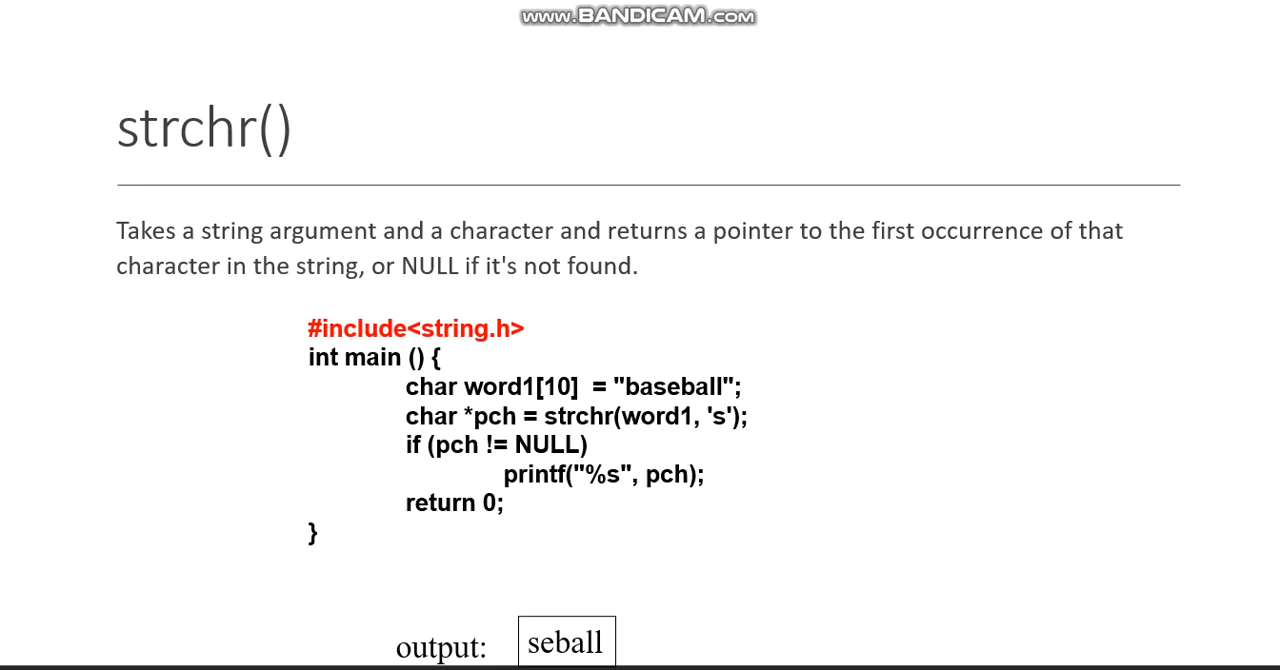 www.BANDICAM.com
strchr()
Takes a string argument and a character and returns a pointer to the first occurrence of that
character in the string, or NULL if it's not found.
#include<string.h>
int main () {
char word1[10]  = "baseball";
char *pch = strchr(word1, 's');
if (pch != NULL)
printf("%s", pch);
return 0;
}
output: seball